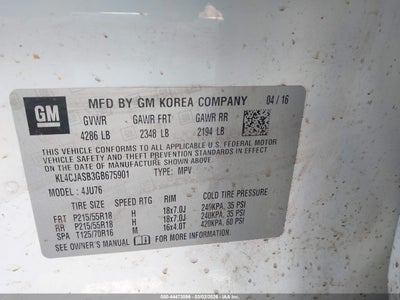 GM
MFD BY GM KOREA COMPANY 04/16
GVWR GAWR FRT GAWR RR
4286 LB 2348 LB 2194 LB
THIS VEHICLE CONFORMS TO ALL APPLICABLE U.S. FEDERAL MOTOR
VEHICLE SAFETY, BUMPER, AND THEFT PREVENTION STANDARDS IN
EFFECT ON THE DATE OF MANUFACTURE SHOWN ABOVE.
KL4CJASB3GB675901 TYPE: MPV
MODEL: 4JU76
TIRE SIZE SPEED RTG RIM COLD TIRE PRESSURE
FRT P215/55R18 H 18x7.0J 240KPA, 35 PSI
RR P215/55R18 H 18x7.0J 240KPA, 35 PSI
SPA T125/70R16 M 16x4.0T 420KPA, 60 PSI
SEE OWNER'S MANUAL FOR MORE INFORMATION.